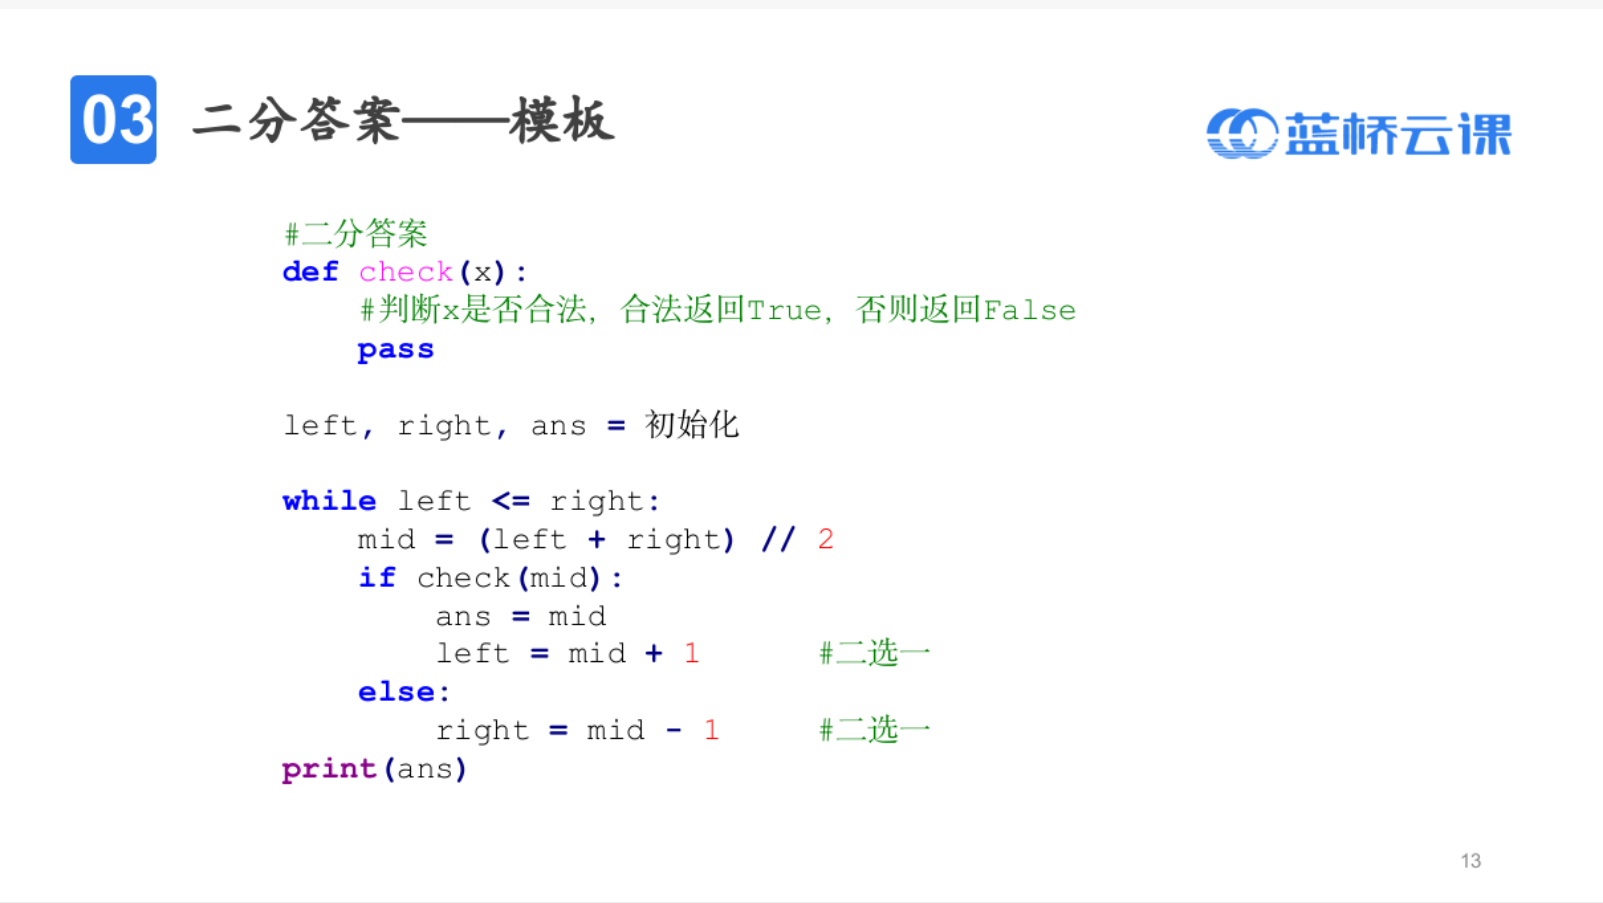 03 二分答案——模板
蓝桥云课
#二分答案
def check(x):
    #判断x是否合法, 合法返回True, 否则返回False
    pass
left, right, ans = 初始化
while left <= right:
    mid = (left + right) // 2
    if check(mid):
        ans = mid
        left = mid + 1      #二选一
    else:
        right = mid - 1     #二选一
print(ans)
13